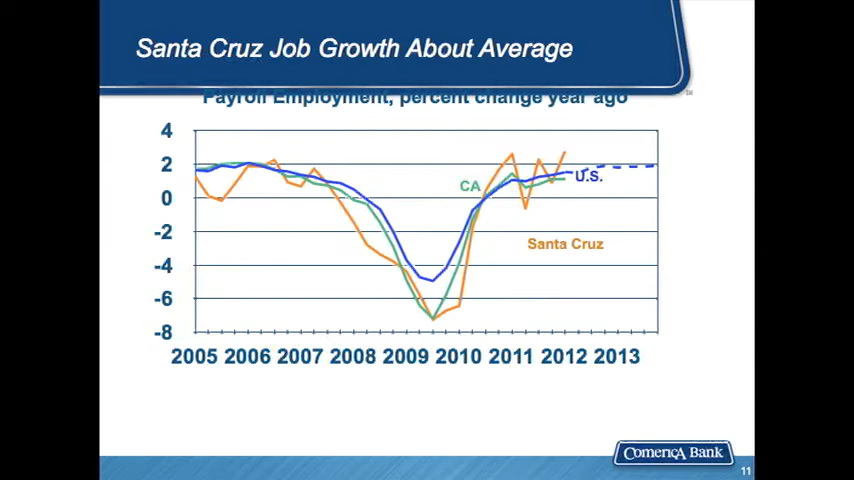 Santa Cruz Job Growth About Average
Payroll Employment, percent change year ago
4
2
0
-2
-4
-6
-8
CA
U.S.
Santa Cruz
2005 2006 2007 2008 2009 2010 2011 2012 2013
ComericA Bank
11